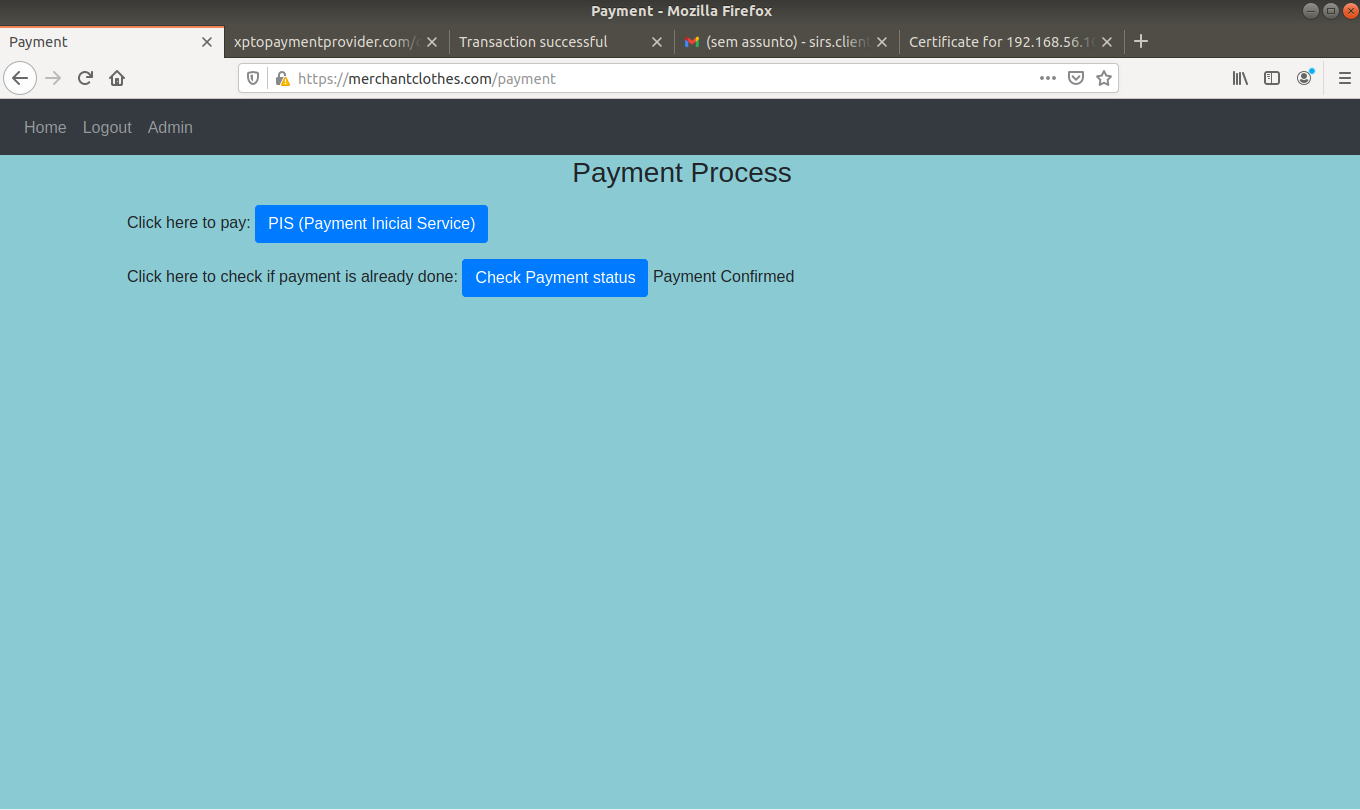 Payment - Mozilla Firefox
Payment xptopaymentprovider.com/ Transaction successful (sem assunto) - sirs.client Certificate for 192.168.56.1
https://merchantclothes.com/payment
Home Logout Admin
Payment Process
Click here to pay: PIS (Payment Inicial Service)
Click here to check if payment is already done: Check Payment status Payment Confirmed